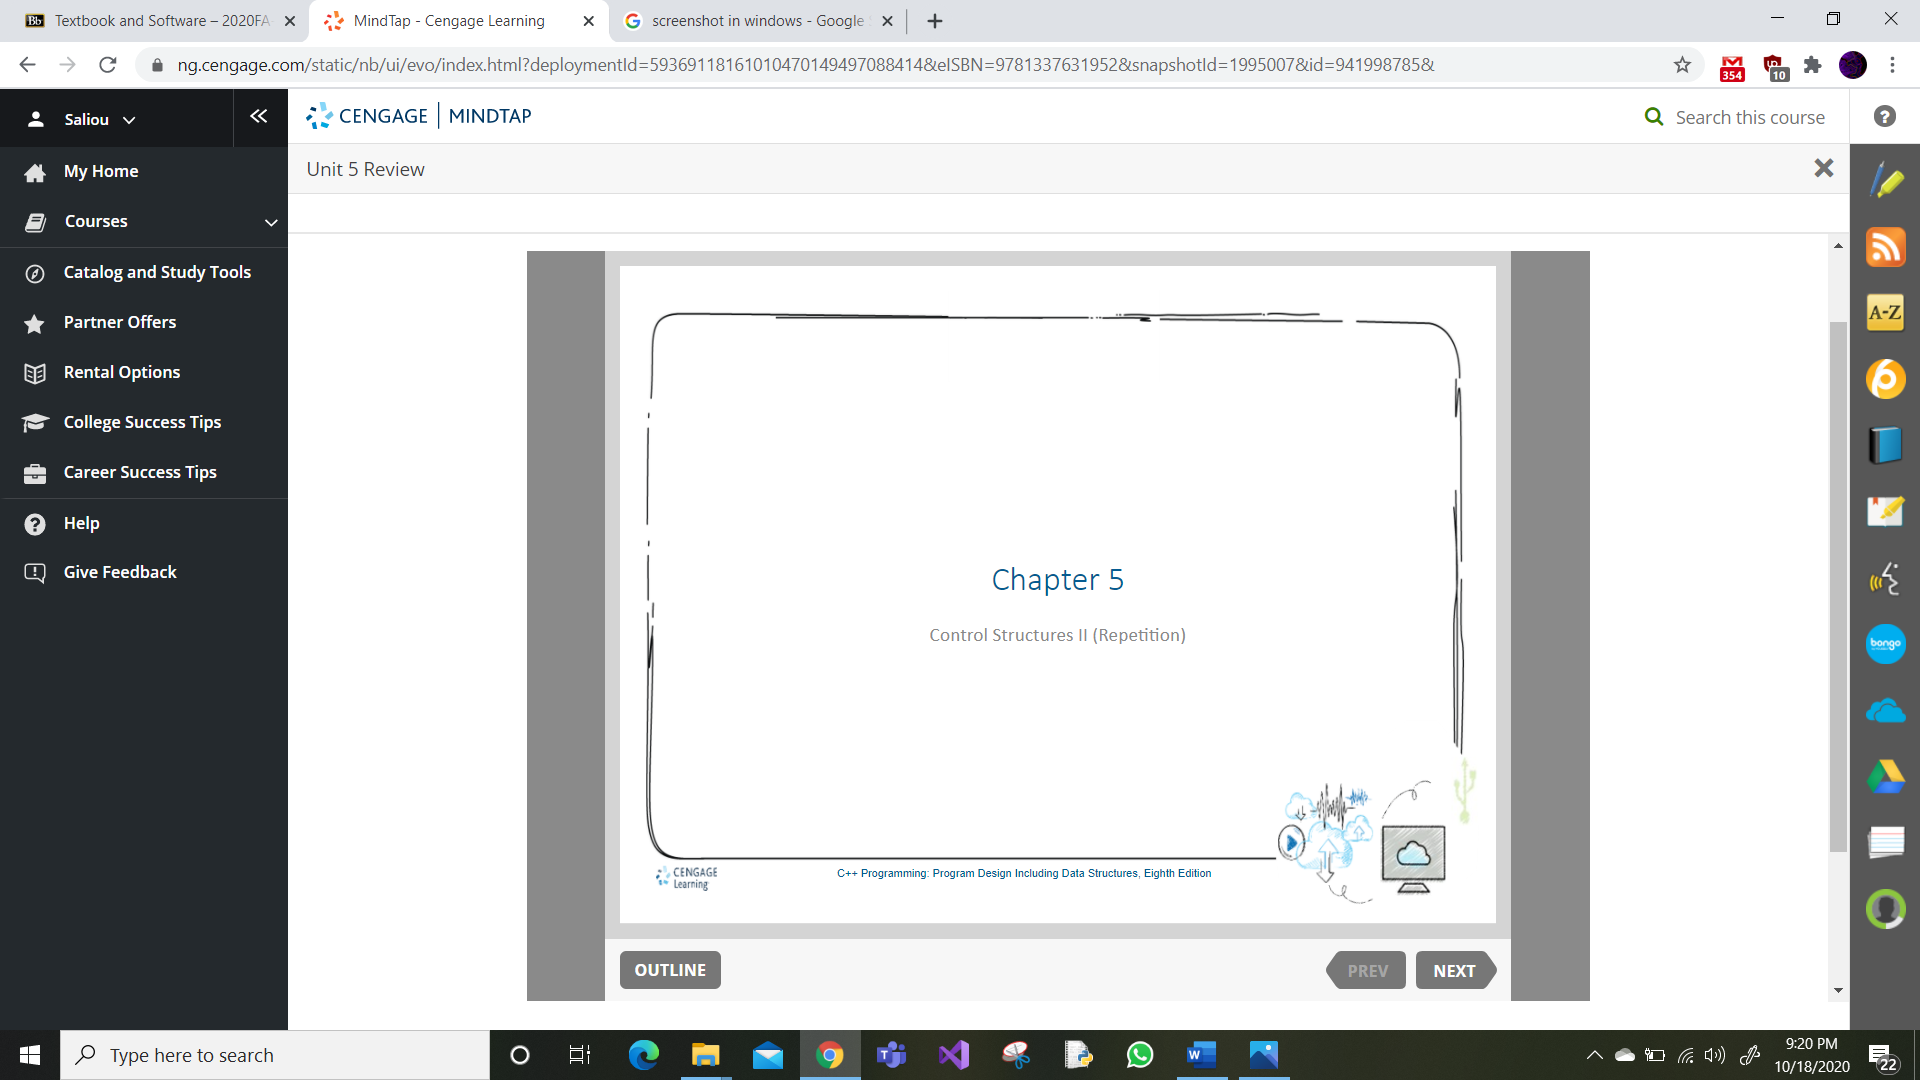 Textbook and Software – 2020FA
MindTap - Cengage Learning
screenshot in windows - Google
ng.cengage.com/static/nb/ui/evo/index.html?deploymentId=59369118161010470149497088414&eISBN=9781337631952&snapshotId=1995007&id=941998785&
354
10
Saliou
CENGAGE | MINDTAP
Search this course
Unit 5 Review
My Home
Courses
Catalog and Study Tools
Partner Offers
Rental Options
College Success Tips
Career Success Tips
Help
Give Feedback
A-Z
bongo
Chapter 5
Control Structures II (Repetition)
CENGAGE
Learning
C++ Programming: Program Design Including Data Structures, Eighth Edition
OUTLINE
PREV
NEXT
Type here to search
9:20 PM
10/18/2020
22